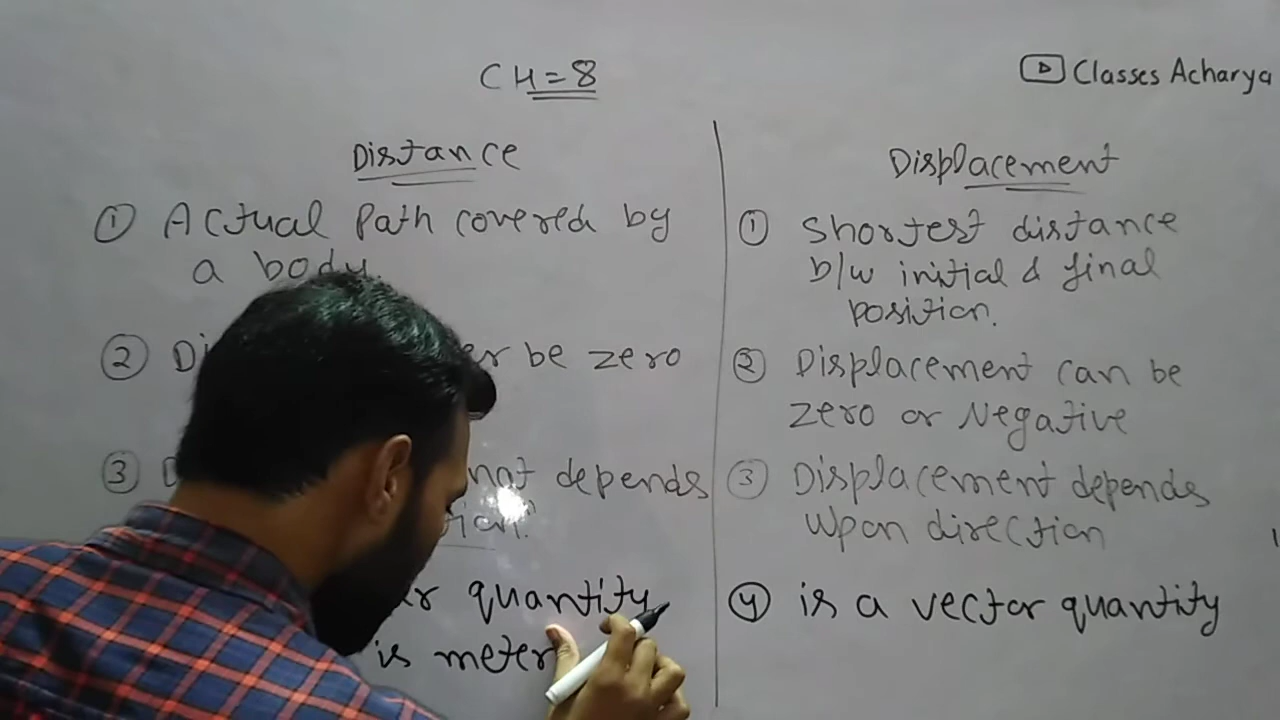 CH=8
Classes Acharya
Distance
① Actual Path covered by
a body.
② be zero
③ not depends
quantity
is meter
Displacement
① Shortest distance
b/w initial & final
position.
② Displacement can be
zero or Negative
③ Displacement depends
upon direction
④ is a vector quantity